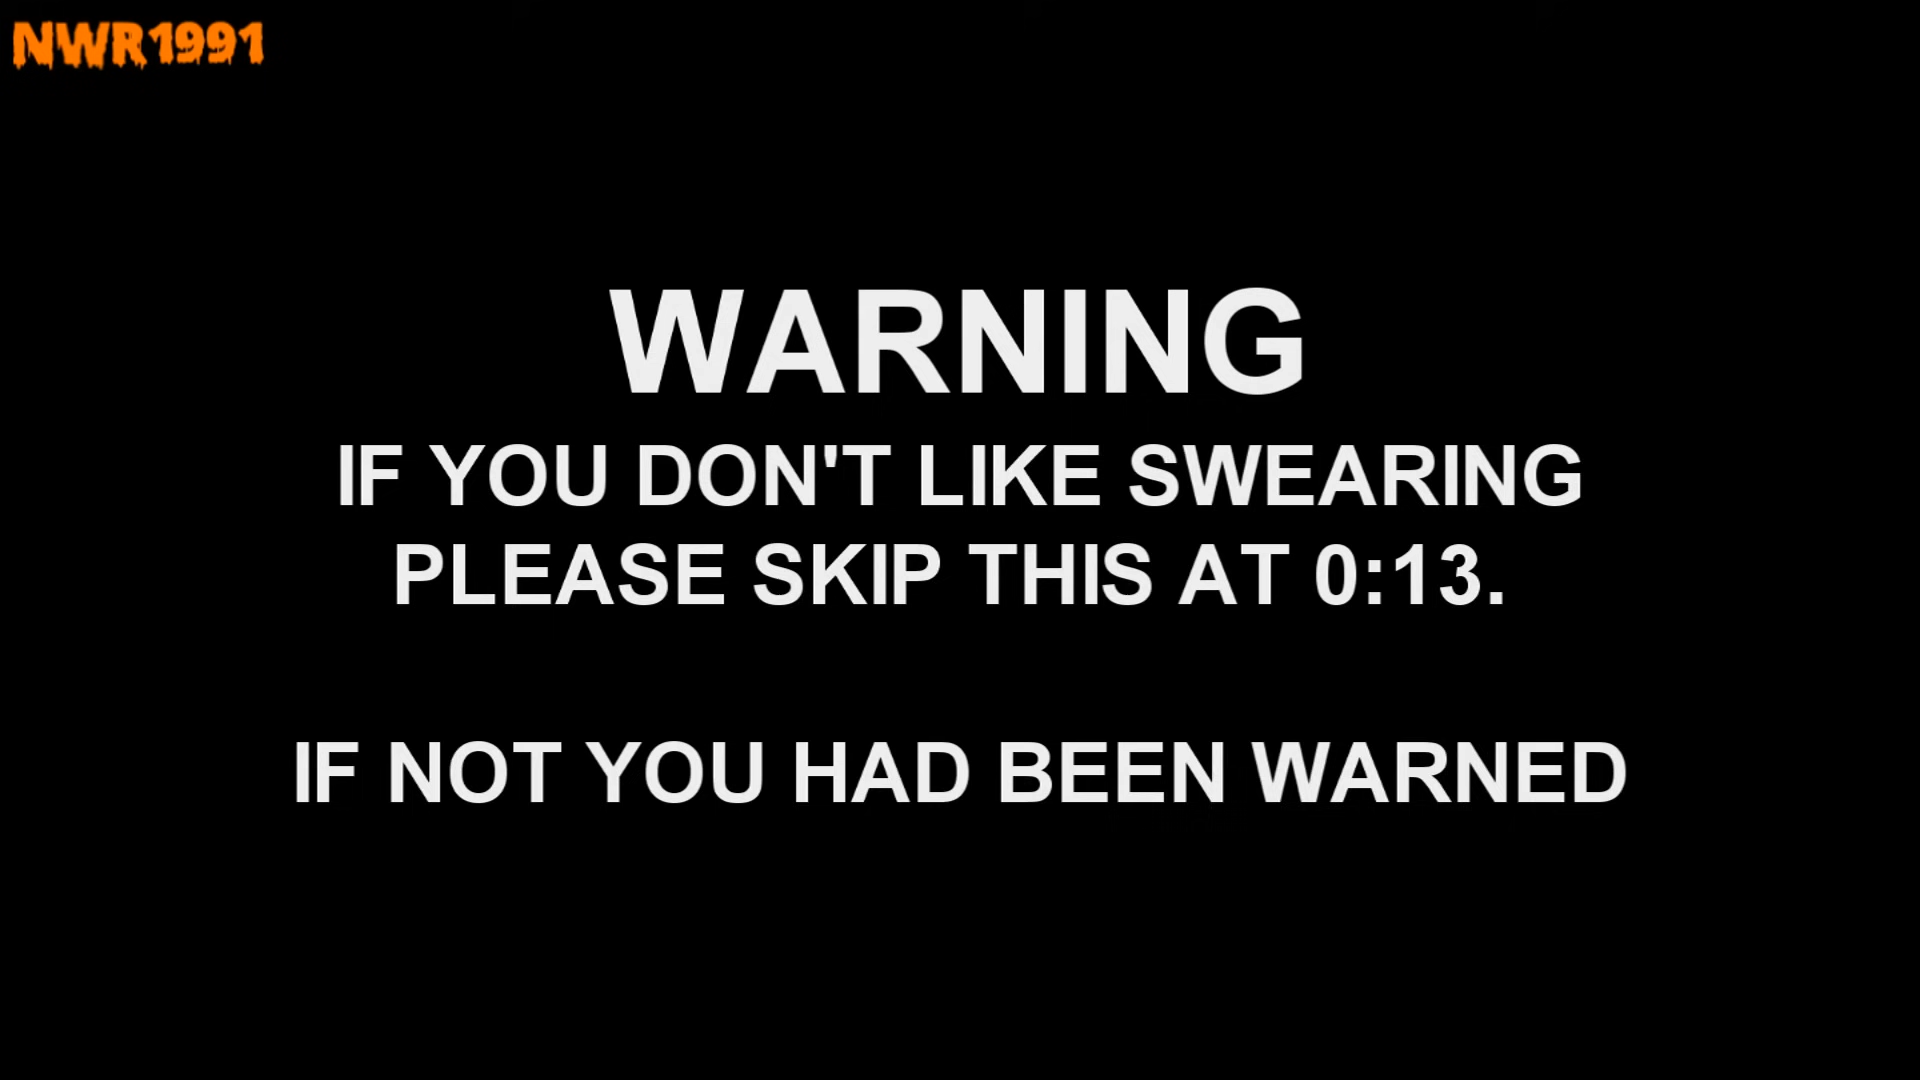 NWR1991
WARNING
IF YOU DON'T LIKE SWEARING
PLEASE SKIP THIS AT 0:13.
IF NOT YOU HAD BEEN WARNED